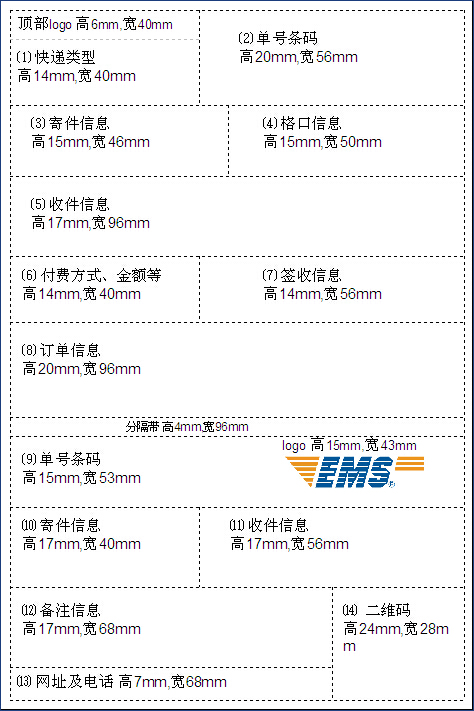 顶部logo 高6mm,宽40mm
⑴ 快递类型
高14mm,宽40mm
⑵ 单号条码
高20mm,宽56mm
⑶ 寄件信息
高15mm,宽46mm
⑷ 格口信息
高15mm,宽50mm
⑸ 收件信息
高17mm,宽96mm
⑹ 付费方式、金额等
高14mm,宽40mm
⑺ 签收信息
高14mm,宽56mm
⑻ 订单信息
高20mm,宽96mm
分隔带 高4mm,宽96mm
⑼ 单号条码
高15mm,宽53mm
logo 高15mm,宽43mm
EMS®
⑽ 寄件信息
高17mm,宽40mm
⑾ 收件信息
高17mm,宽56mm
⑿ 备注信息
高17mm,宽68mm
⒀ 网址及电话 高7mm,宽68mm
⒁ 二维码
高24mm,宽28m
m